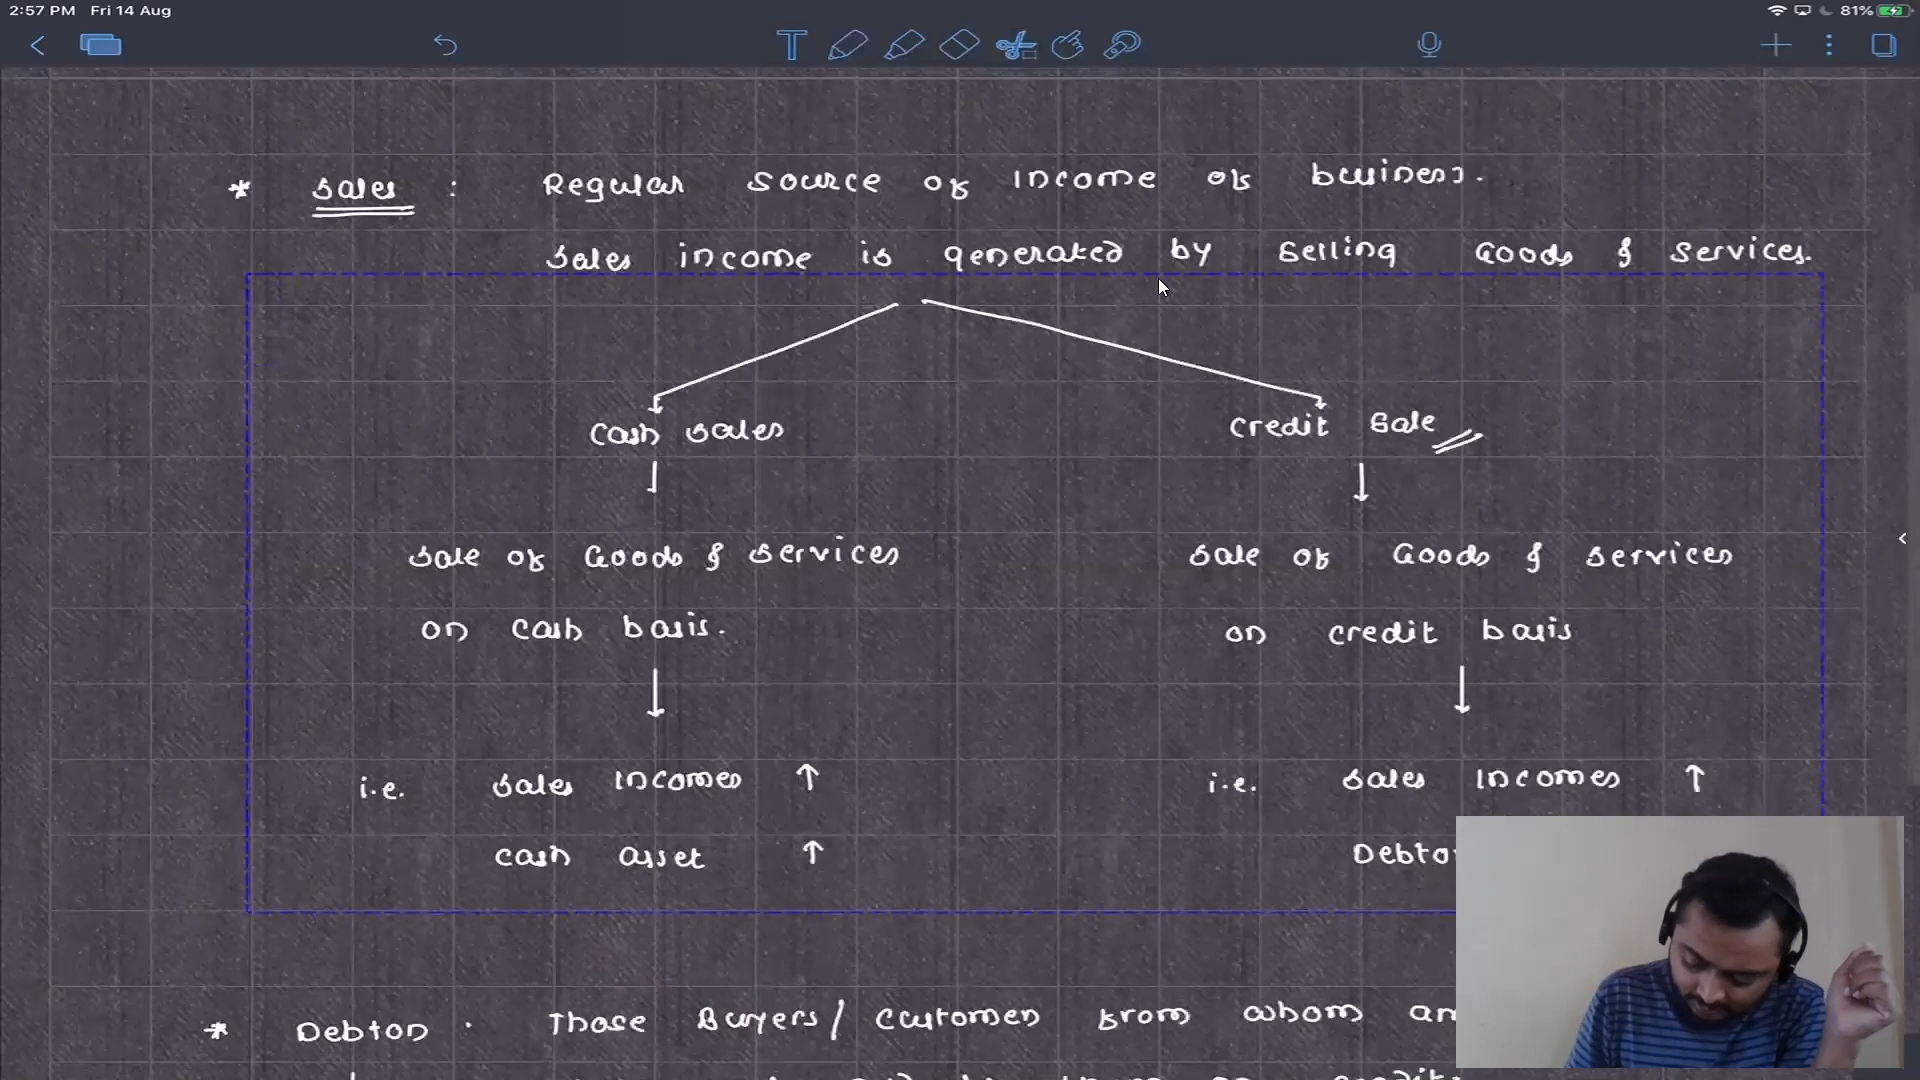 2:57 PM Fri 14 Aug
81%
T
* Sales : Regular source of income of business.
Sales income is generated by selling Goods & services.
Cash sales
Credit Sale
Sale of Goods & services
on cash basis.
Sale of Goods & services
on credit basis
i.e. sales Incomes ↑
cash asset ↑
i.e. sales Incomes ↑
Debto
* Debtor : Those Buyers/ customer from whom am